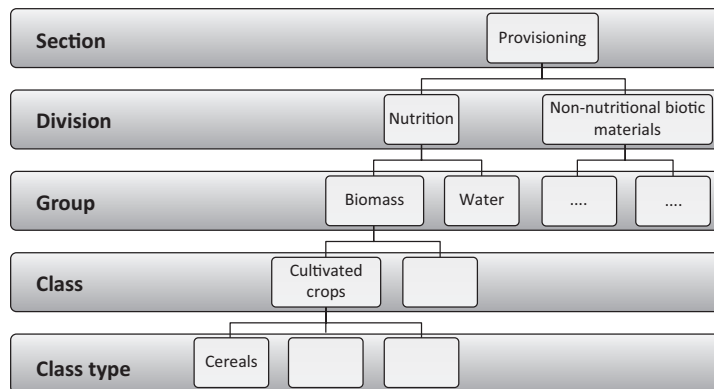 Section
Provisioning
Division
Nutrition
Non-nutritional biotic
materials
Group
Biomass
Water
....
....
Class
Cultivated
crops
Class type
Cereals